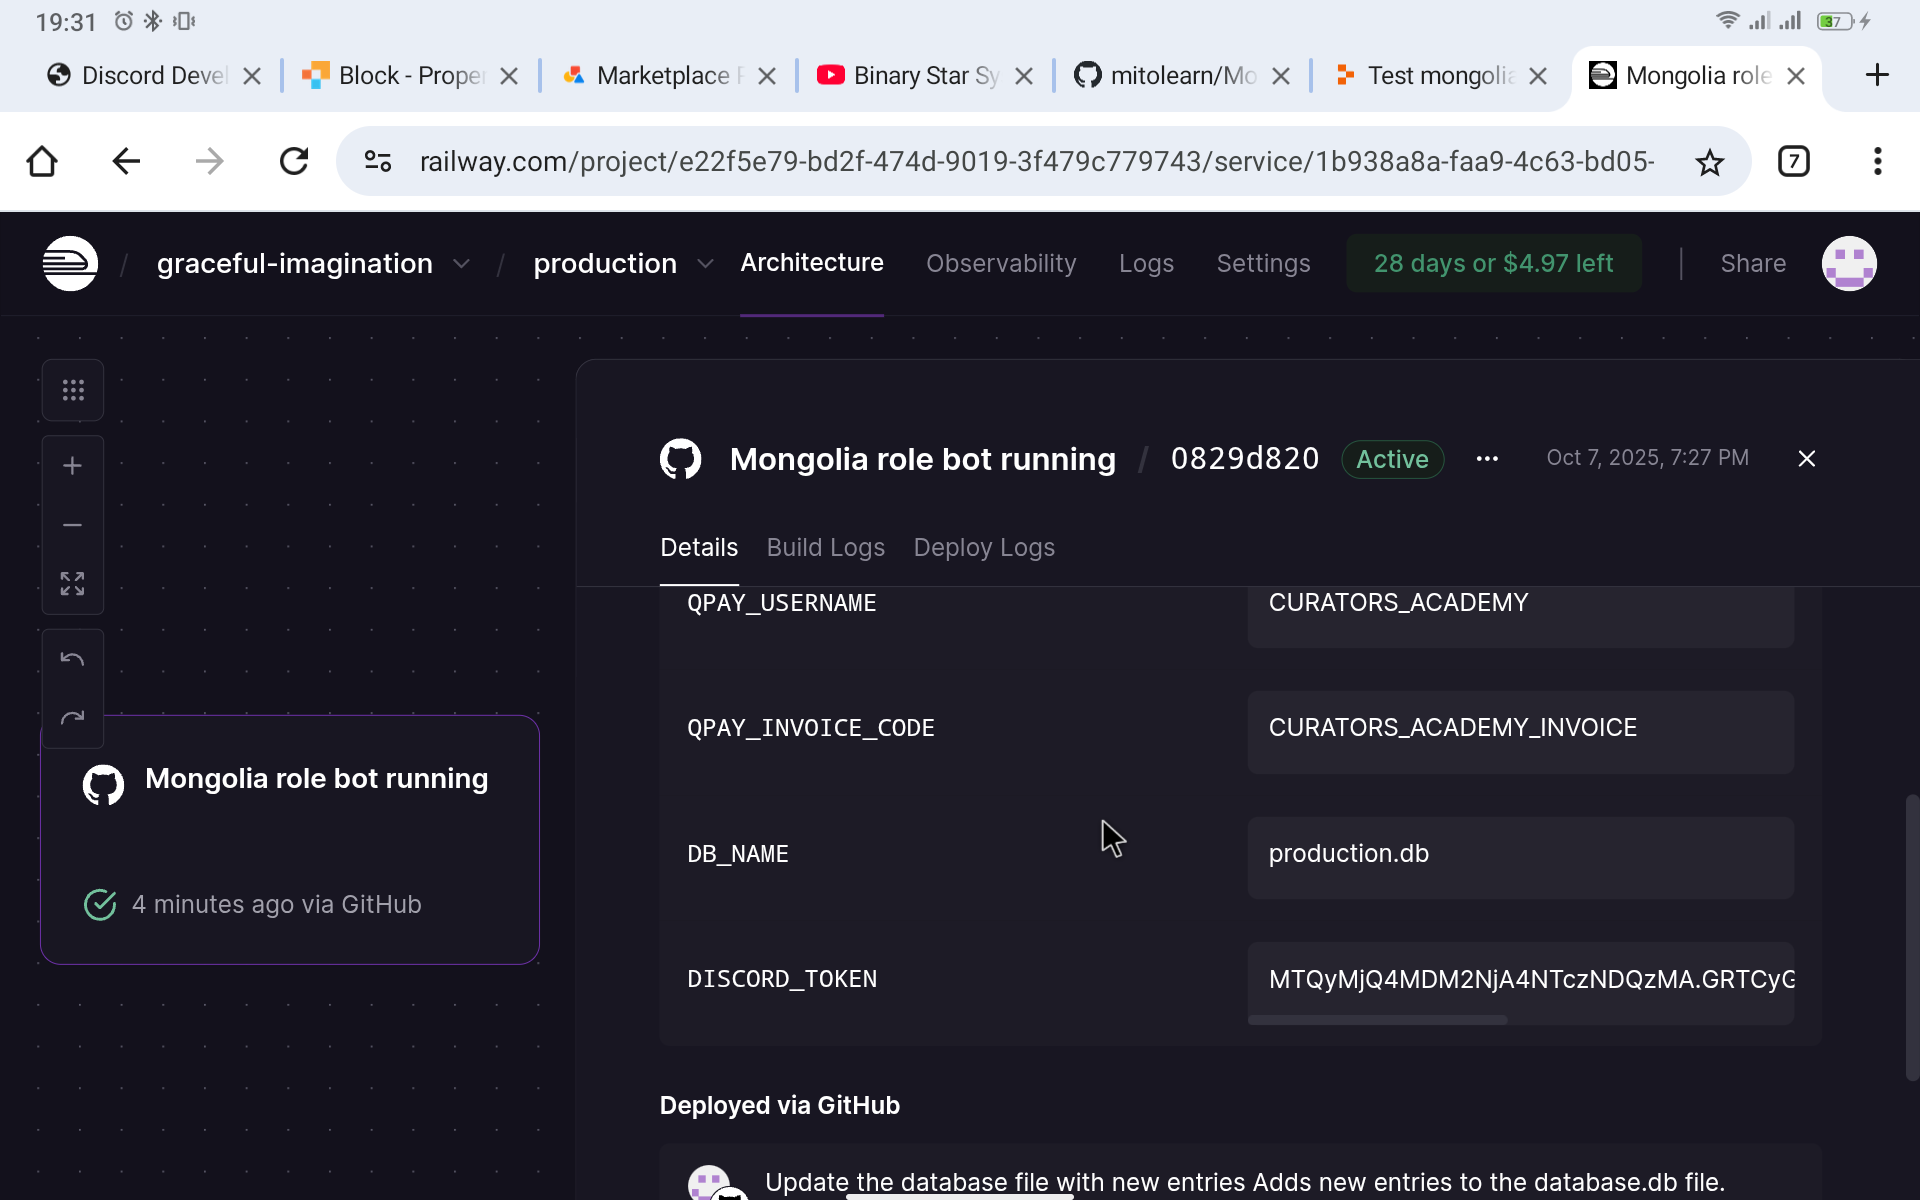 19:31
37
Discord Deve
Block - Prope
Marketplace
Binary Star Sy
mitolearn/Mo
Test mongolia
Mongolia role
railway.com/project/e22f5e79-bd2f-474d-9019-3f479c779743/service/1b938a8a-faa9-4c63-bd05-
7
/ graceful-imagination / production
Architecture Observability Logs Settings
28 days or $4.97 left
Share
Mongolia role bot running / 0829d820 Active ··· Oct 7, 2025, 7:27 PM
Details Build Logs Deploy Logs
QPAY_USERNAME CURATORS_ACADEMY
QPAY_INVOICE_CODE CURATORS_ACADEMY_INVOICE
Mongolia role bot running
DB_NAME production.db
4 minutes ago via GitHub
DISCORD_TOKEN MTQyMjQ4MDM2NjA4NTczNDQzMA.GRTCyG
Deployed via GitHub
Update the database file with new entries Adds new entries to the database.db file.